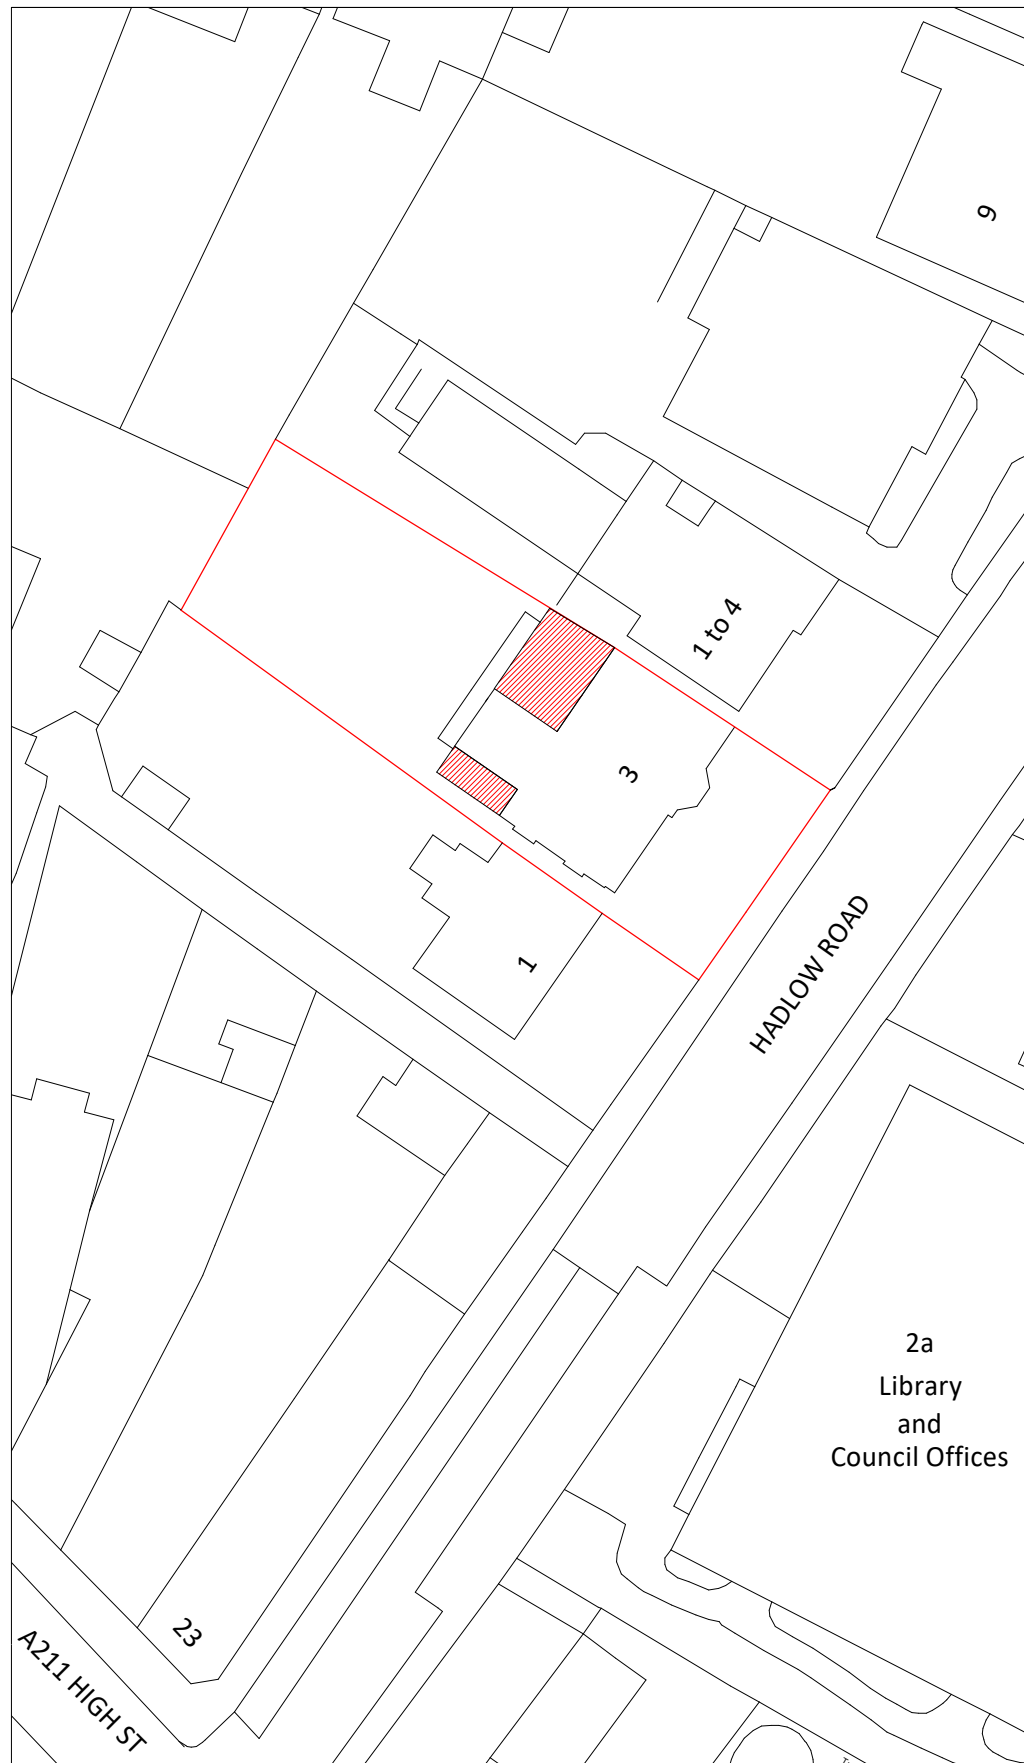 9
1 to 4
3
1
HADLOW ROAD
2a
Library
and
Council Offices
23
A211 HIGH ST